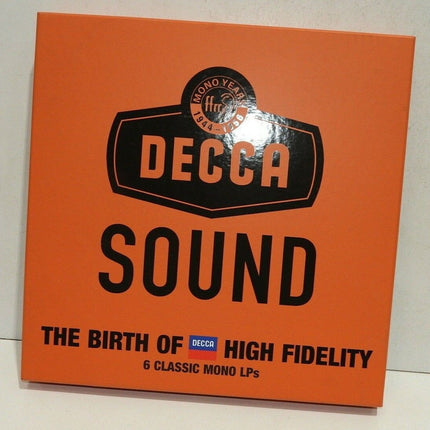 MONO YEARS
ffrr
1944-1956
DECCA
SOUND
THE BIRTH OF DECCA HIGH FIDELITY
6 CLASSIC MONO LPs